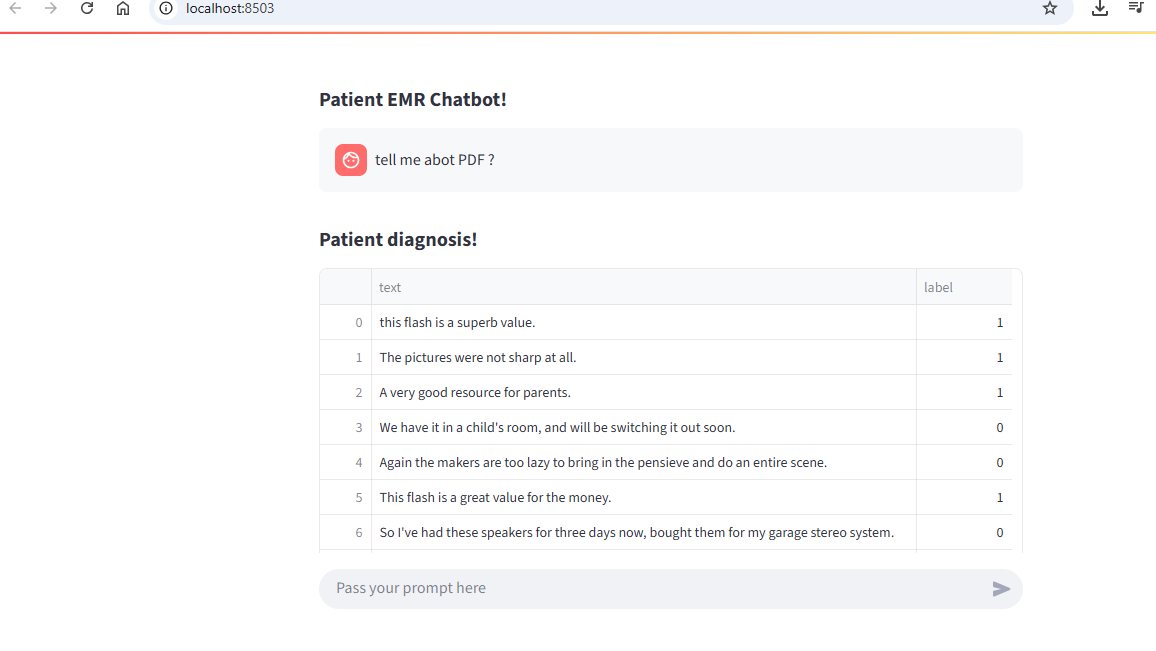 localhost:8503
Patient EMR Chatbot!
tell me abot PDF ?
Patient diagnosis!
text label
0 this flash is a superb value. 1
1 The pictures were not sharp at all. 1
2 A very good resource for parents. 1
3 We have it in a child's room, and will be switching it out soon. 0
4 Again the makers are too lazy to bring in the pensieve and do an entire scene. 0
5 This flash is a great value for the money. 1
6 So I've had these speakers for three days now, bought them for my garage stereo system. 0
Pass your prompt here